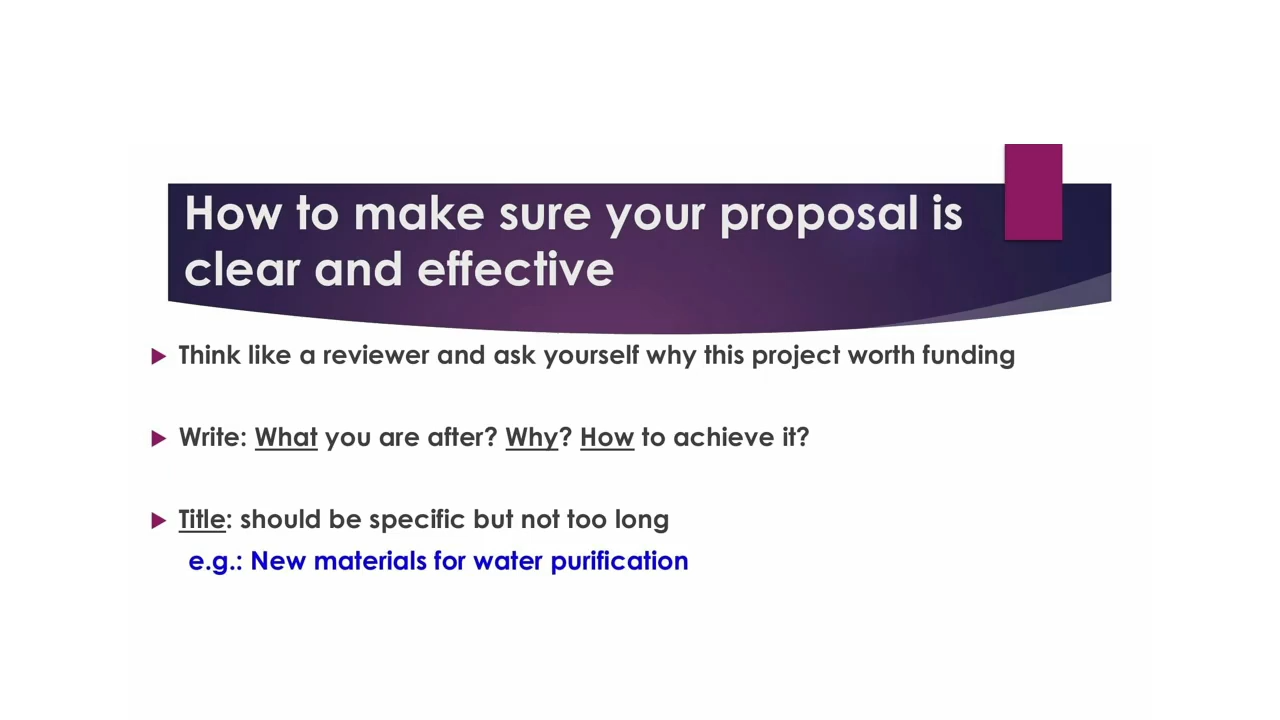 How to make sure your proposal is
clear and effective
Think like a reviewer and ask yourself why this project worth funding
Write: What you are after? Why? How to achieve it?
Title: should be specific but not too long
e.g.: New materials for water purification